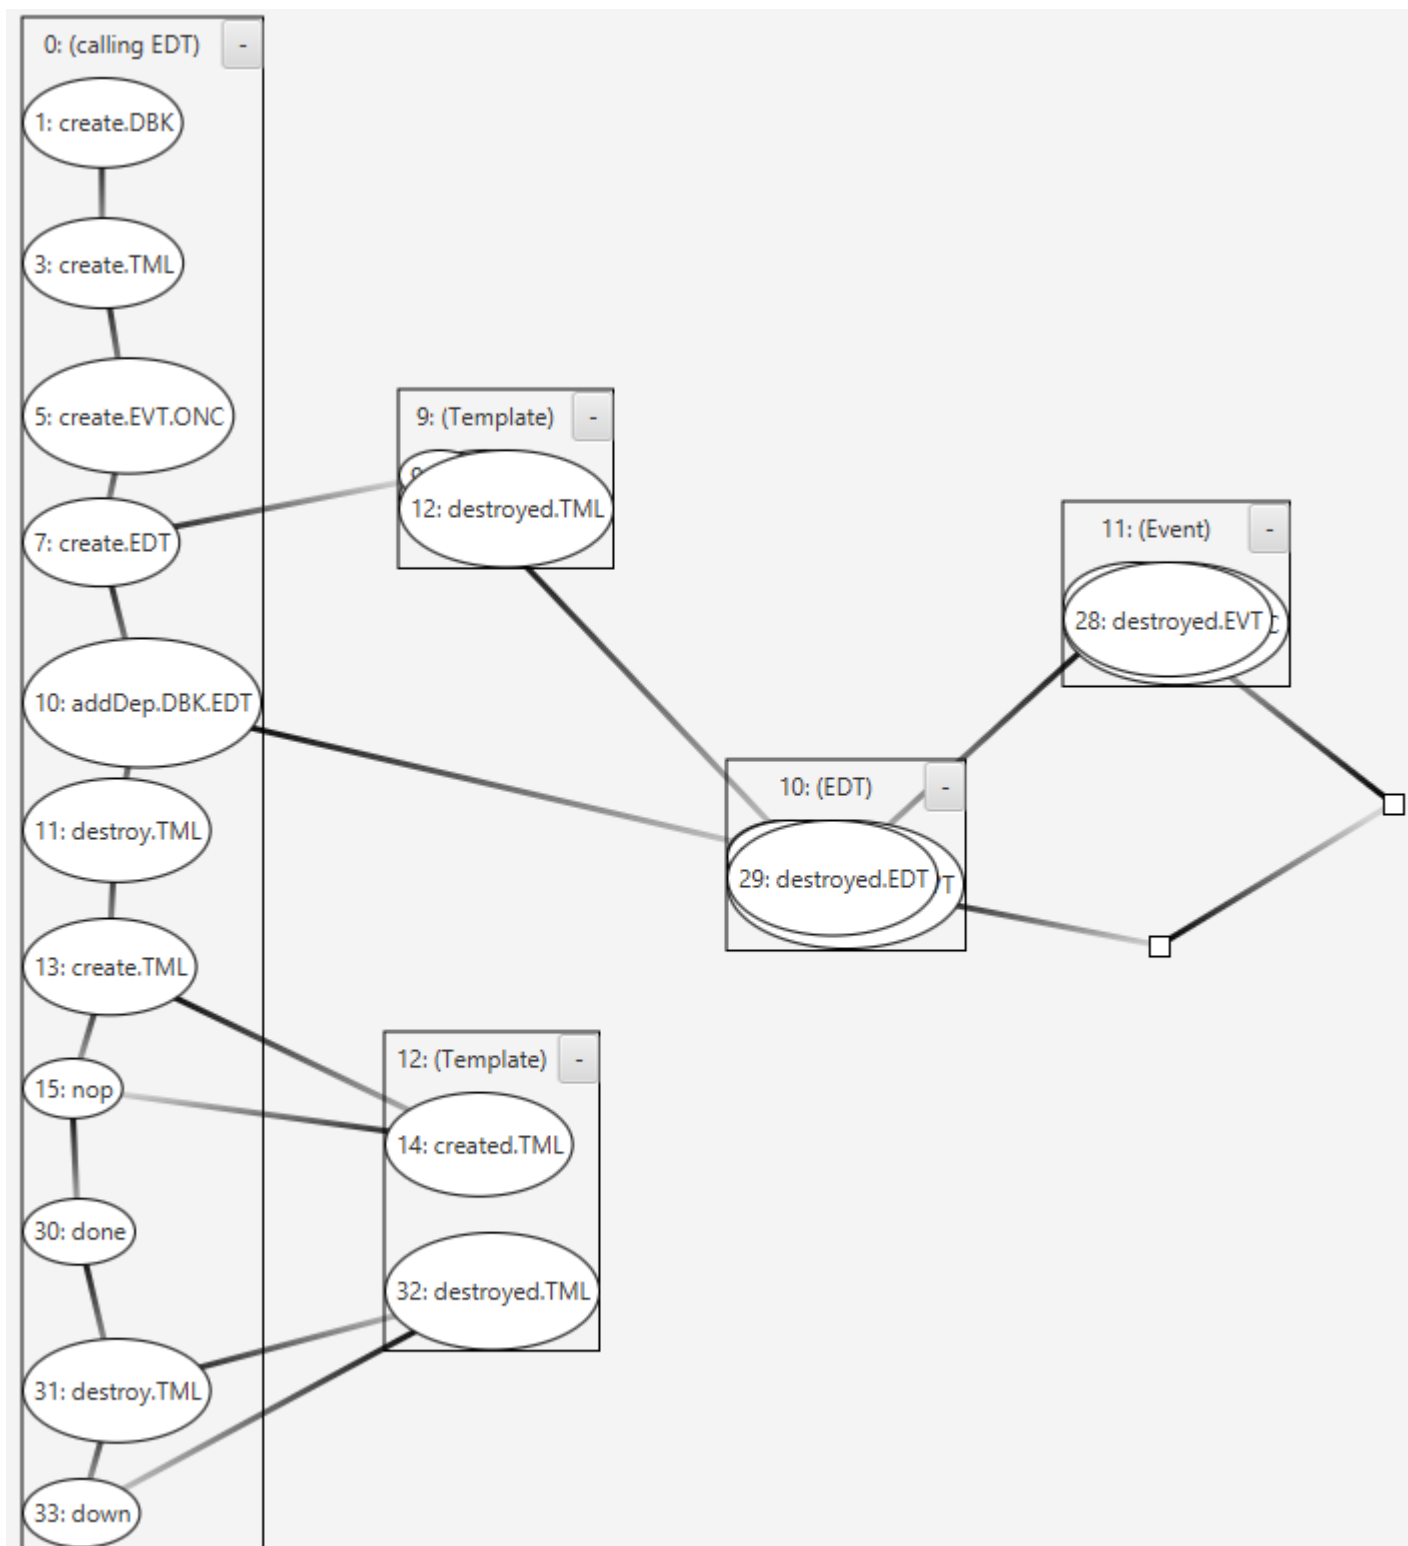 0: (calling EDT) -
1: create.DBK
3: create.TML
5: create.EVT.ONC
9: (Template) -
12: destroyed.TML
7: create.EDT
11: (Event) -
28: destroyed.EVT
10: addDep.DBK.EDT
10: (EDT) -
11: destroy.TML
29: destroyed.EDT
13: create.TML
12: (Template) -
15: nop
14: created.TML
30: done
32: destroyed.TML
31: destroy.TML
33: down